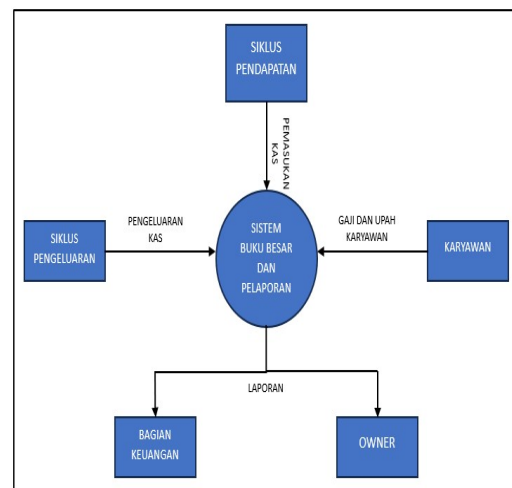 SIKLUS
PENDAPATAN
PEMASUKAN
KAS
PENGELUARAN
KAS
GAJI DAN UPAH
KARYAWAN
SIKLUS
PENGELUARAN
SISTEM
BUKU BESAR
DAN
PELAPORAN
KARYAWAN
LAPORAN
BAGIAN
KEUANGAN
OWNER